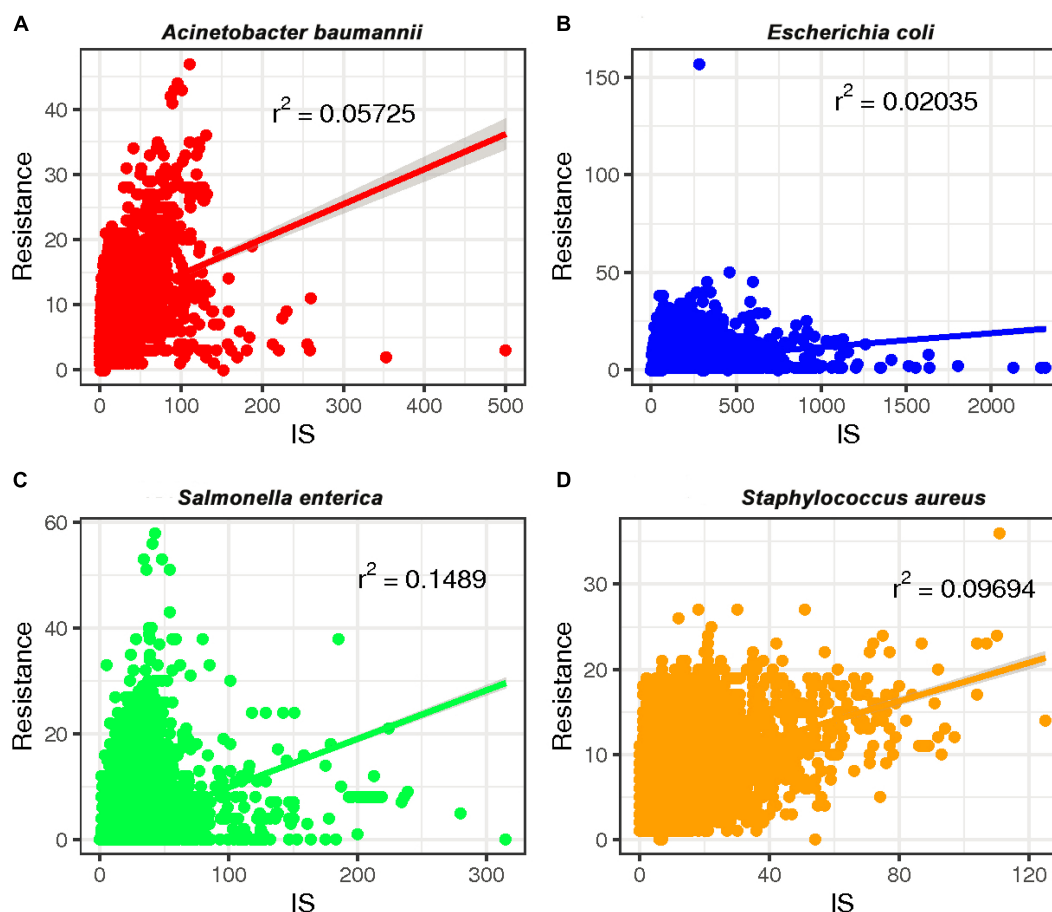 A
Acinetobacter baumannii
r² = 0.05725
Resistance
40
30
20
10
0
0 100 200 300 400 500
IS
B
Escherichia coli
r² = 0.02035
Resistance
150
100
50
0
0 500 1000 1500 2000
IS
C
Salmonella enterica
r² = 0.1489
Resistance
60
40
20
0
0 100 200 300
IS
D
Staphylococcus aureus
r² = 0.09694
Resistance
30
20
10
0
0 40 80 120
IS